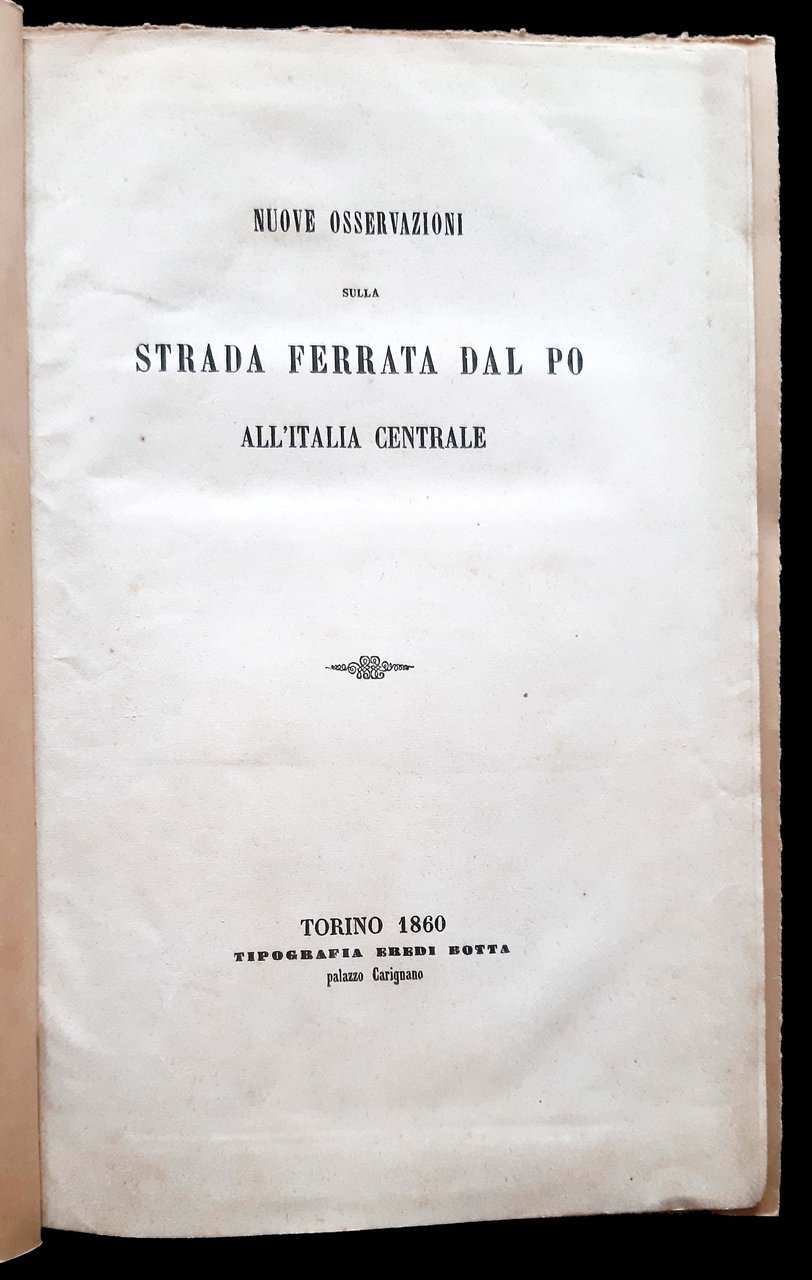 NUOVE OSSERVAZIONI
SULLA
STRADA FERRATA DAL PO
ALL'ITALIA CENTRALE
TORINO 1860
TIPOGRAFIA EREDI BOTTA
palazzo Carignano